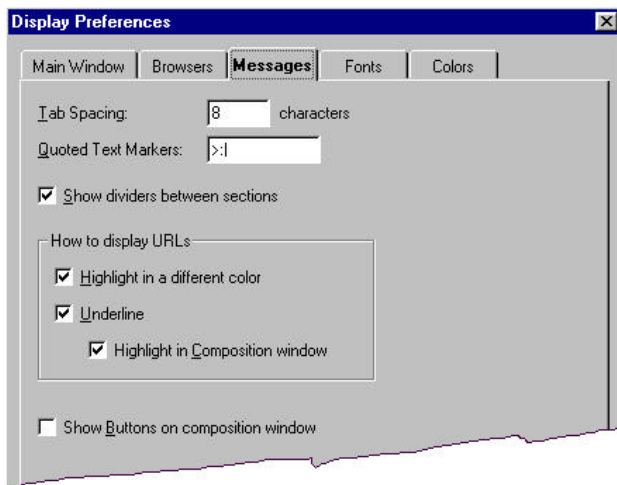 Display Preferences
Main Window Browsers Messages Fonts Colors
Tab Spacing: 8 characters
Quoted Text Markers: >:|
Show dividers between sections
How to display URLs
Highlight in a different color
Underline
Highlight in Composition window
Show Buttons on composition window